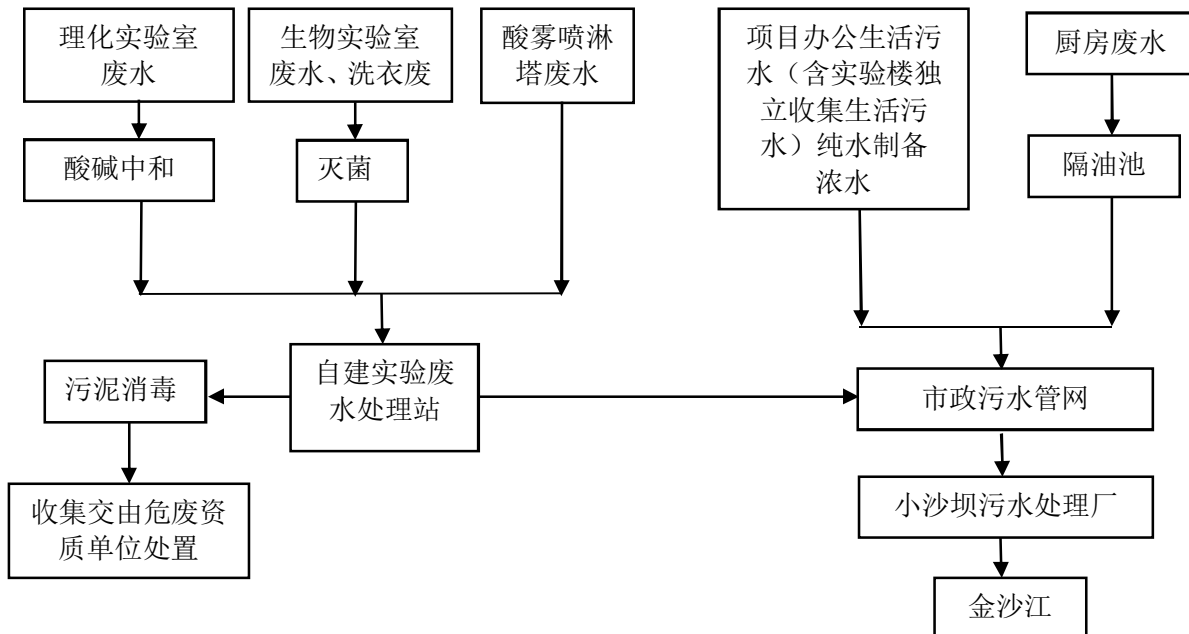 理化实验室
废水
生物实验室
废水、洗衣废
酸雾喷淋
塔废水
项目办公生活污
水（含实验楼独
立收集生活污
水）纯水制备
浓水
厨房废水
酸碱中和
灭菌
隔油池
污泥消毒
自建实验废
水处理站
市政污水管网
收集交由危废资
质单位处置
小沙坝污水处理厂
金沙江